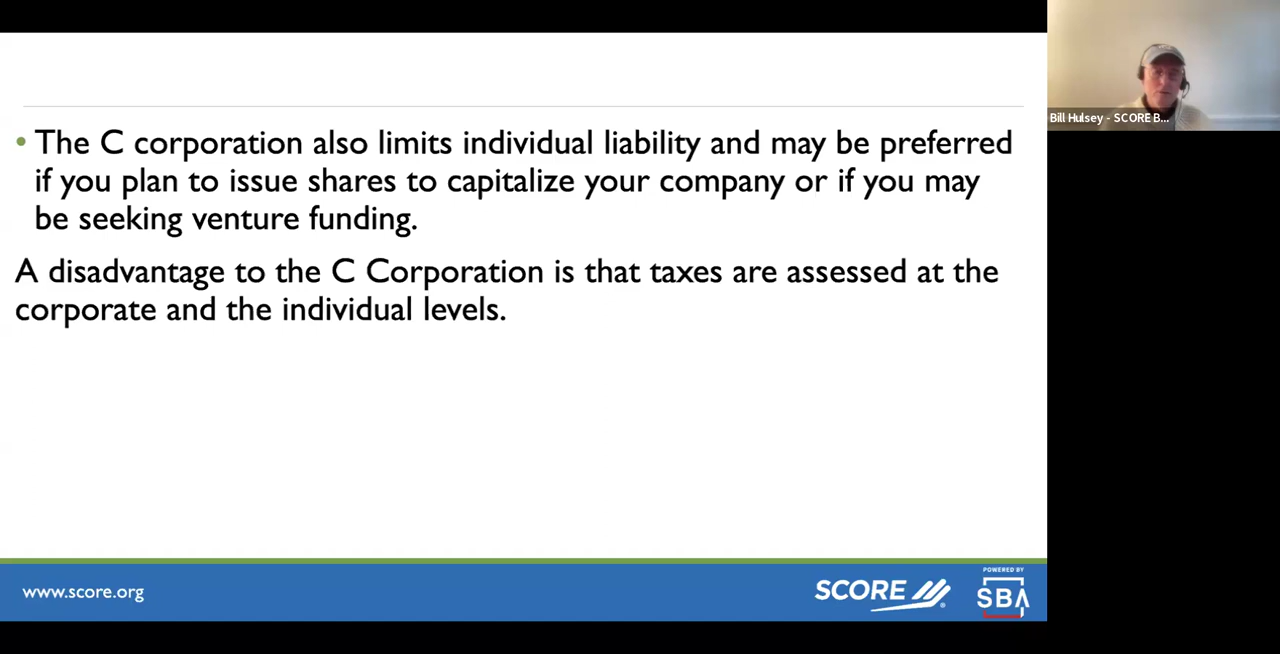 • The C corporation also limits individual liability and may be preferred
if you plan to issue shares to capitalize your company or if you may
be seeking venture funding.
A disadvantage to the C Corporation is that taxes are assessed at the
corporate and the individual levels.
Bill Hulsey - SCORE B...
www.score.org
SCORE
®
POWERED BY
SBA